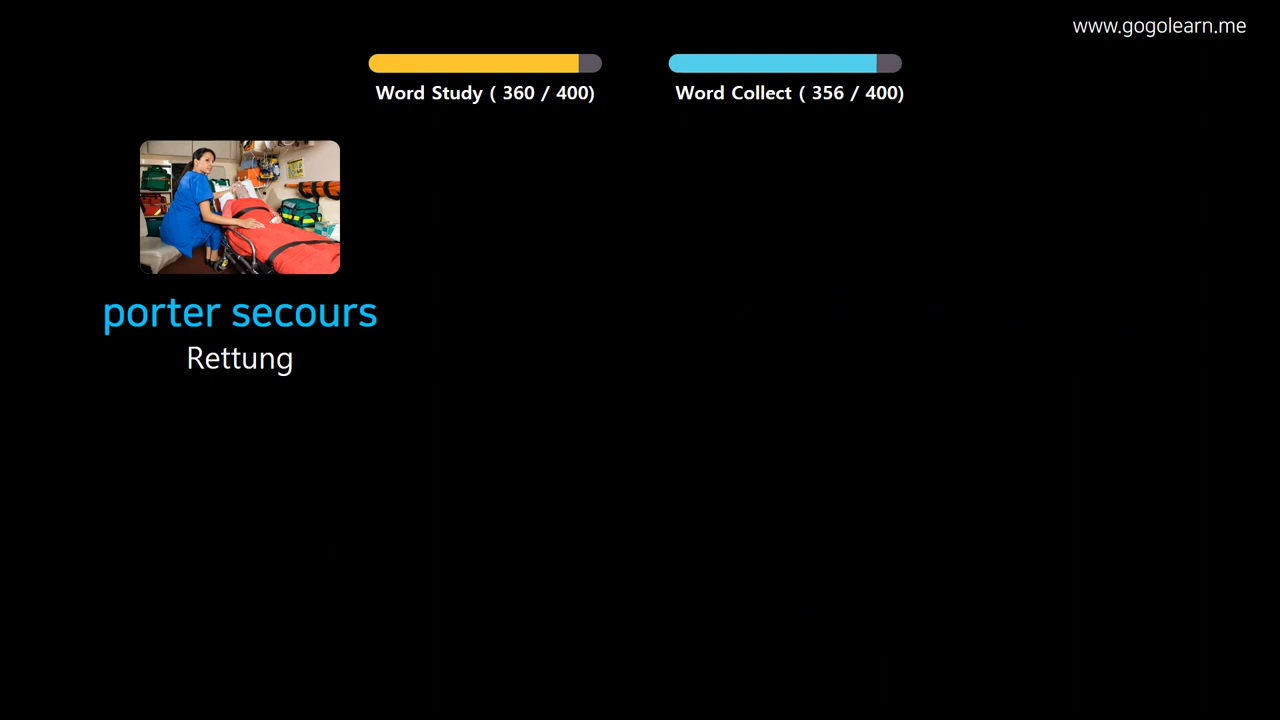 www.gogolearn.me
Word Study ( 360 / 400)
Word Collect ( 356 / 400)
porter secours
Rettung